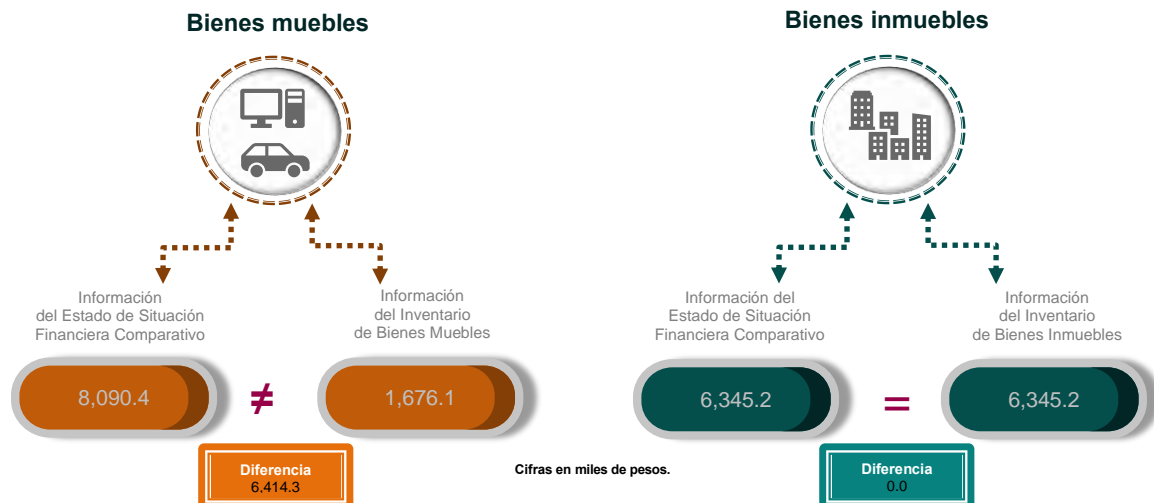 Bienes muebles
Información
del Estado de Situación
Financiera Comparativo
Información
del Inventario
de Bienes Muebles
8,090.4
≠
1,676.1
Diferencia
6,414.3
Cifras en miles de pesos.
Bienes inmuebles
Información del
Estado de Situación
Financiera Comparativo
Información
del Inventario
de Bienes Inmuebles
6,345.2
=
6,345.2
Diferencia
0.0